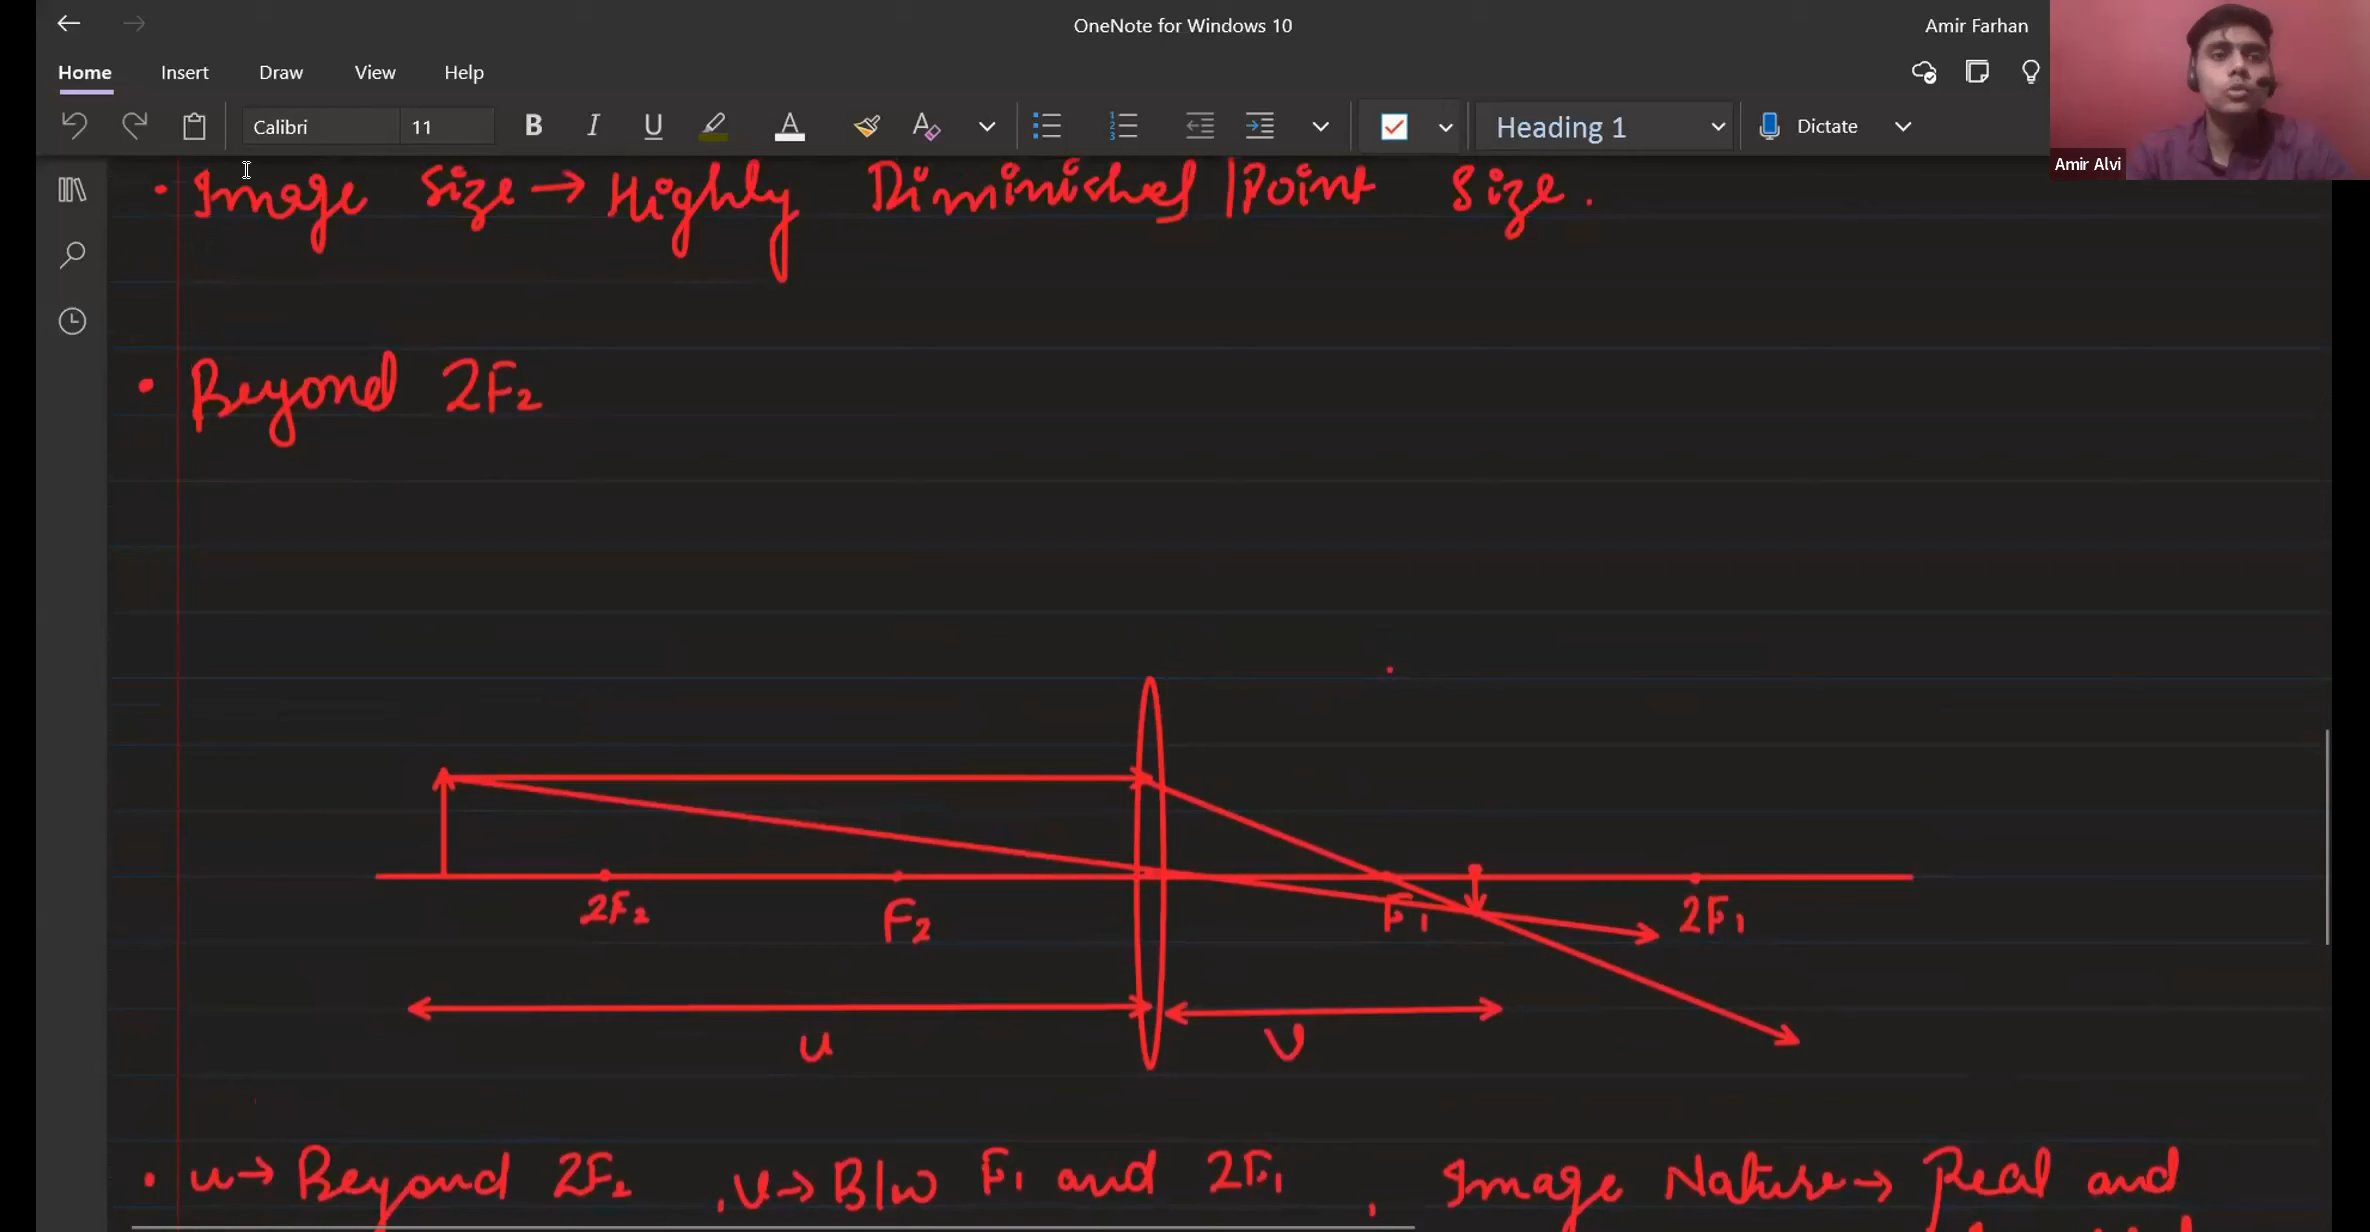 OneNote for Windows 10
Amir Farhan
Home Insert Draw View Help
Calibri 11 B I U A A Heading 1 Dictate
Amir Alvi
• Image Size → Highly Diminished | Point Size.
• Beyond 2F2
2F2 F2 F1 2F1
u v
• u → Beyond 2F2 , v → B/w F1 and 2F1 , Image Nature → Real and